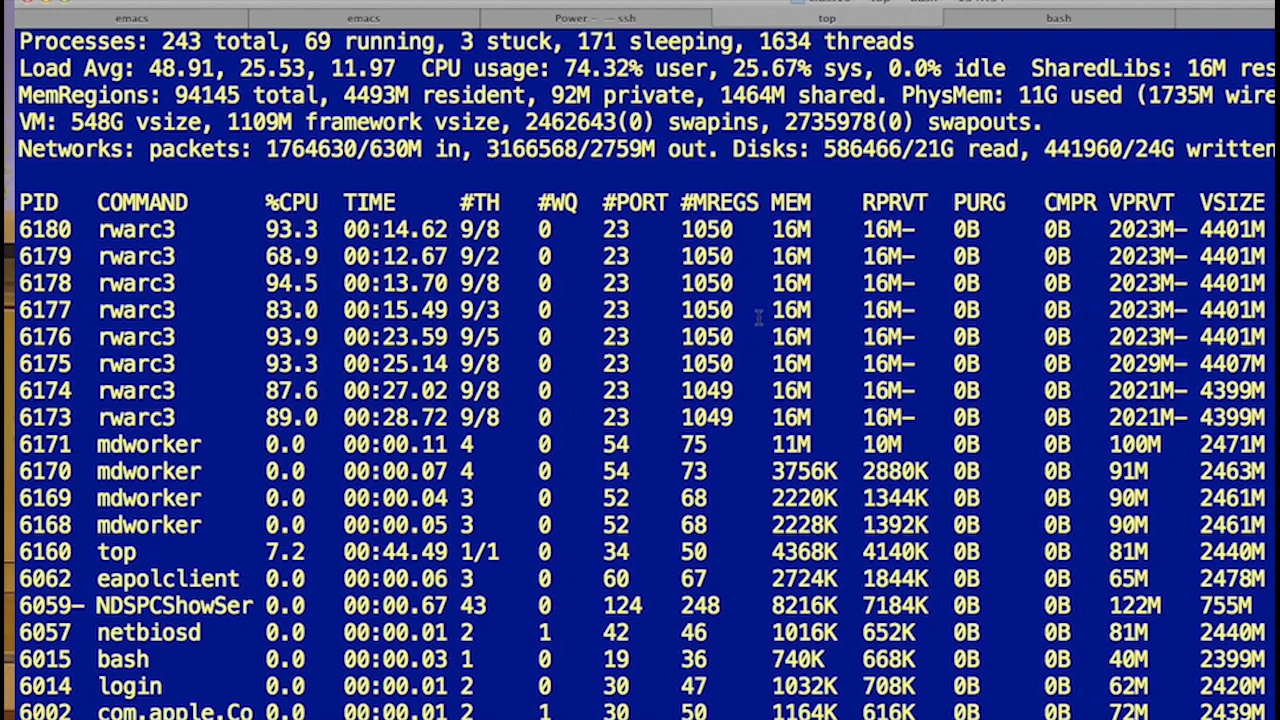 emacs emacs Power – — ssh top bash
Processes: 243 total, 69 running, 3 stuck, 171 sleeping, 1634 threads
Load Avg: 48.91, 25.53, 11.97 CPU usage: 74.32% user, 25.67% sys, 0.0% idle SharedLibs: 16M res
MemRegions: 94145 total, 4493M resident, 92M private, 1464M shared. PhysMem: 11G used (1735M wire
VM: 548G vsize, 1109M framework vsize, 2462643(0) swapins, 2735978(0) swapouts.
Networks: packets: 1764630/630M in, 3166568/2759M out. Disks: 586466/21G read, 441960/24G written
PID COMMAND %CPU TIME #TH #WQ #PORT #MREGS MEM RPRVT PURG CMPR VPRVT VSIZE
6180 rwarc3 93.3 00:14.62 9/8 0 23 1050 16M 16M– 0B 0B 2023M– 4401M
6179 rwarc3 68.9 00:12.67 9/2 0 23 1050 16M 16M– 0B 0B 2023M– 4401M
6178 rwarc3 94.5 00:13.70 9/8 0 23 1050 16M 16M– 0B 0B 2023M– 4401M
6177 rwarc3 83.0 00:15.49 9/3 0 23 1050 16M 16M– 0B 0B 2023M– 4401M
6176 rwarc3 93.9 00:23.59 9/5 0 23 1050 16M 16M– 0B 0B 2023M– 4401M
6175 rwarc3 93.3 00:25.14 9/8 0 23 1050 16M 16M– 0B 0B 2029M– 4407M
6174 rwarc3 87.6 00:27.02 9/8 0 23 1049 16M 16M– 0B 0B 2021M– 4399M
6173 rwarc3 89.0 00:28.72 9/8 0 23 1049 16M 16M– 0B 0B 2021M– 4399M
6171 mdworker 0.0 00:00.11 4 0 54 75 11M 10M 0B 0B 100M 2471M
6170 mdworker 0.0 00:00.07 4 0 54 73 3756K 2880K 0B 0B 91M 2463M
6169 mdworker 0.0 00:00.04 3 0 52 68 2220K 1344K 0B 0B 90M 2461M
6168 mdworker 0.0 00:00.05 3 0 52 68 2228K 1392K 0B 0B 90M 2461M
6160 top 7.2 00:44.49 1/1 0 34 50 4368K 4140K 0B 0B 81M 2440M
6062 eapolclient 0.0 00:00.06 3 0 60 67 2724K 1844K 0B 0B 65M 2478M
6059– NDSPCShowSer 0.0 00:00.67 43 0 124 248 8216K 7184K 0B 0B 122M 755M
6057 netbiosd 0.0 00:00.01 2 1 42 46 1016K 652K 0B 0B 81M 2440M
6015 bash 0.0 00:00.03 1 0 19 36 740K 668K 0B 0B 40M 2399M
6014 login 0.0 00:00.01 2 0 30 47 1032K 708K 0B 0B 62M 2420M
6002 com.apple.Co 0.0 00:00.01 2 1 30 50 1164K 616K 0B 0B 72M 2439M